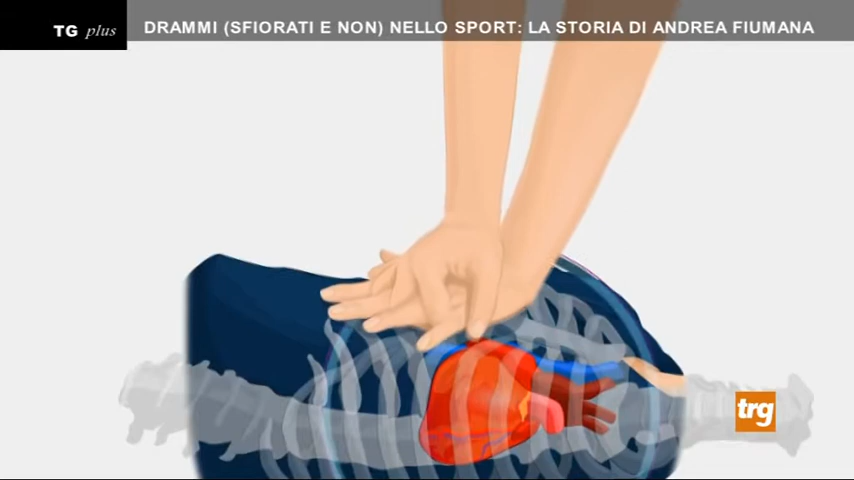 TG plus
DRAMMI (SFIORATI E NON) NELLO SPORT: LA STORIA DI ANDREA FIUMANA
trg